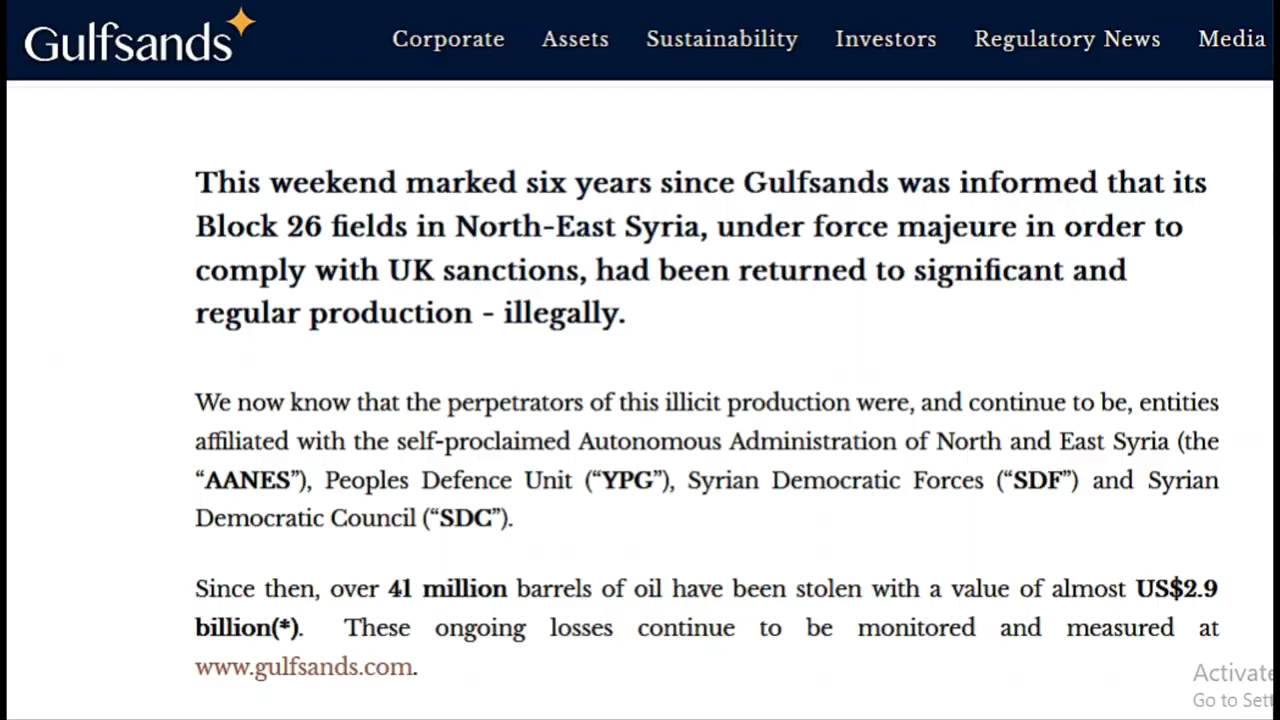 Gulfsands
Corporate Assets Sustainability Investors Regulatory News Media
This weekend marked six years since Gulfsands was informed that its
Block 26 fields in North-East Syria, under force majeure in order to
comply with UK sanctions, had been returned to significant and
regular production - illegally.
We now know that the perpetrators of this illicit production were, and continue to be, entities
affiliated with the self-proclaimed Autonomous Administration of North and East Syria (the
“AANES”), Peoples Defence Unit (“YPG”), Syrian Democratic Forces (“SDF”) and Syrian
Democratic Council (“SDC”).
Since then, over 41 million barrels of oil have been stolen with a value of almost US$2.9
billion(*). These ongoing losses continue to be monitored and measured at
www.gulfsands.com.
Activate
Go to Sett